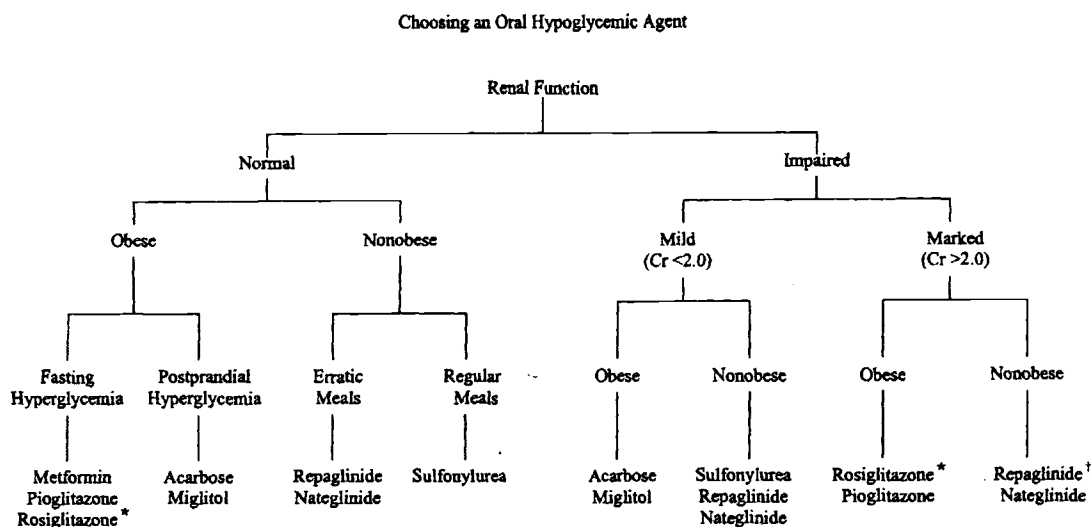 Choosing an Oral Hypoglycemic Agent
Renal Function
Normal
Impaired
Obese
Nonobese
Mild
(Cr <2.0)
Marked
(Cr >2.0)
Fasting
Hyperglycemia
Postprandial
Hyperglycemia
Erratic
Meals
Regular
Meals
Obese
Nonobese
Obese
Nonobese
Metformin
Pioglitazone
Rosiglitazone*
Acarbose
Miglitol
Repaglinide
Nateglinide
Sulfonylurea
Acarbose
Miglitol
Sulfonylurea
Repaglinide
Nateglinide
Rosiglitazone*
Pioglitazone
Repaglinide†
Nateglinide